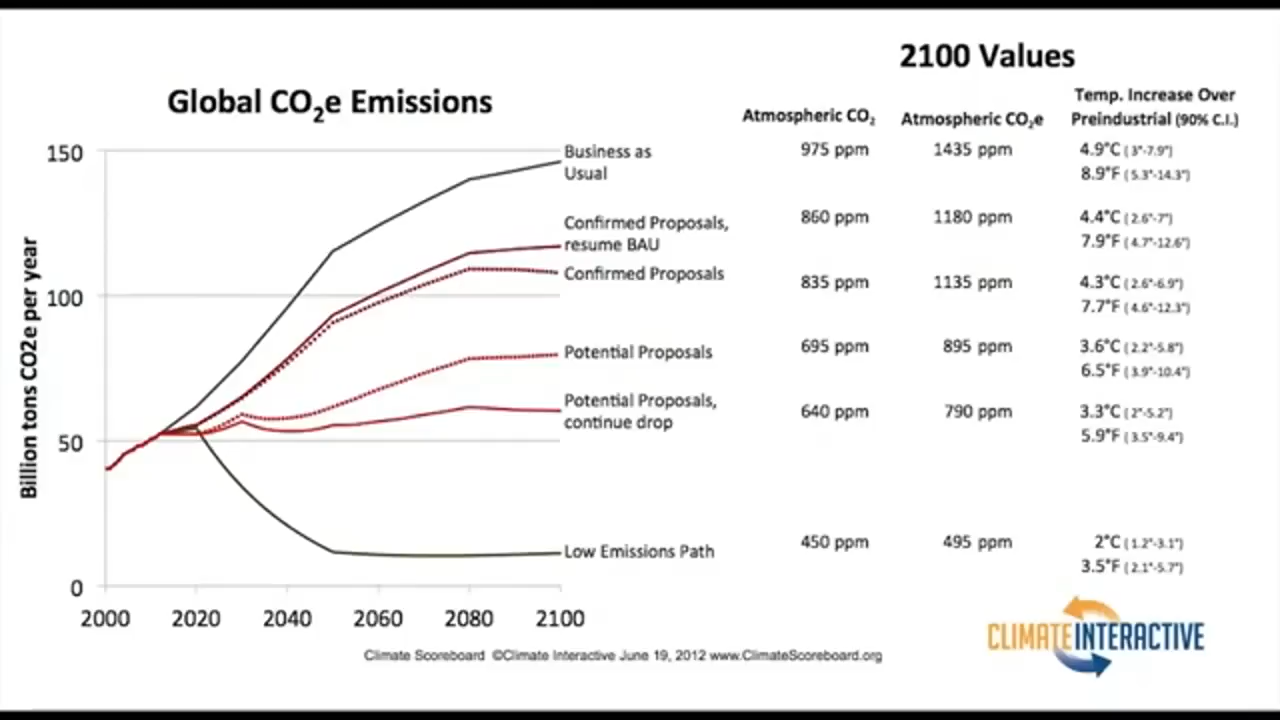 2100 Values
Global CO₂e Emissions
Atmospheric CO₂
Atmospheric CO₂e
Temp. Increase Over
Preindustrial (90% C.I.)
Billion tons CO2e per year
150
100
50
0
2000 2020 2040 2060 2080 2100
Business as
Usual
975 ppm 1435 ppm 4.9°C ( 3°-7.9°)
8.9°F ( 5.3°-14.3°)
Confirmed Proposals,
resume BAU
860 ppm 1180 ppm 4.4°C ( 2.6°-7°)
7.9°F ( 4.7°-12.6°)
Confirmed Proposals
835 ppm 1135 ppm 4.3°C ( 2.6°-6.9°)
7.7°F ( 4.6°-12.3°)
Potential Proposals
695 ppm 895 ppm 3.6°C ( 2.2°-5.8°)
6.5°F ( 3.9°-10.4°)
Potential Proposals,
continue drop
640 ppm 790 ppm 3.3°C ( 2°-5.2°)
5.9°F ( 3.5°-9.4°)
Low Emissions Path
450 ppm 495 ppm 2°C ( 1.2°-3.1°)
3.5°F ( 2.1°-5.7°)
Climate Scoreboard ©Climate Interactive June 19, 2012 www.ClimateScoreboard.org
CLIMATEINTERACTIVE